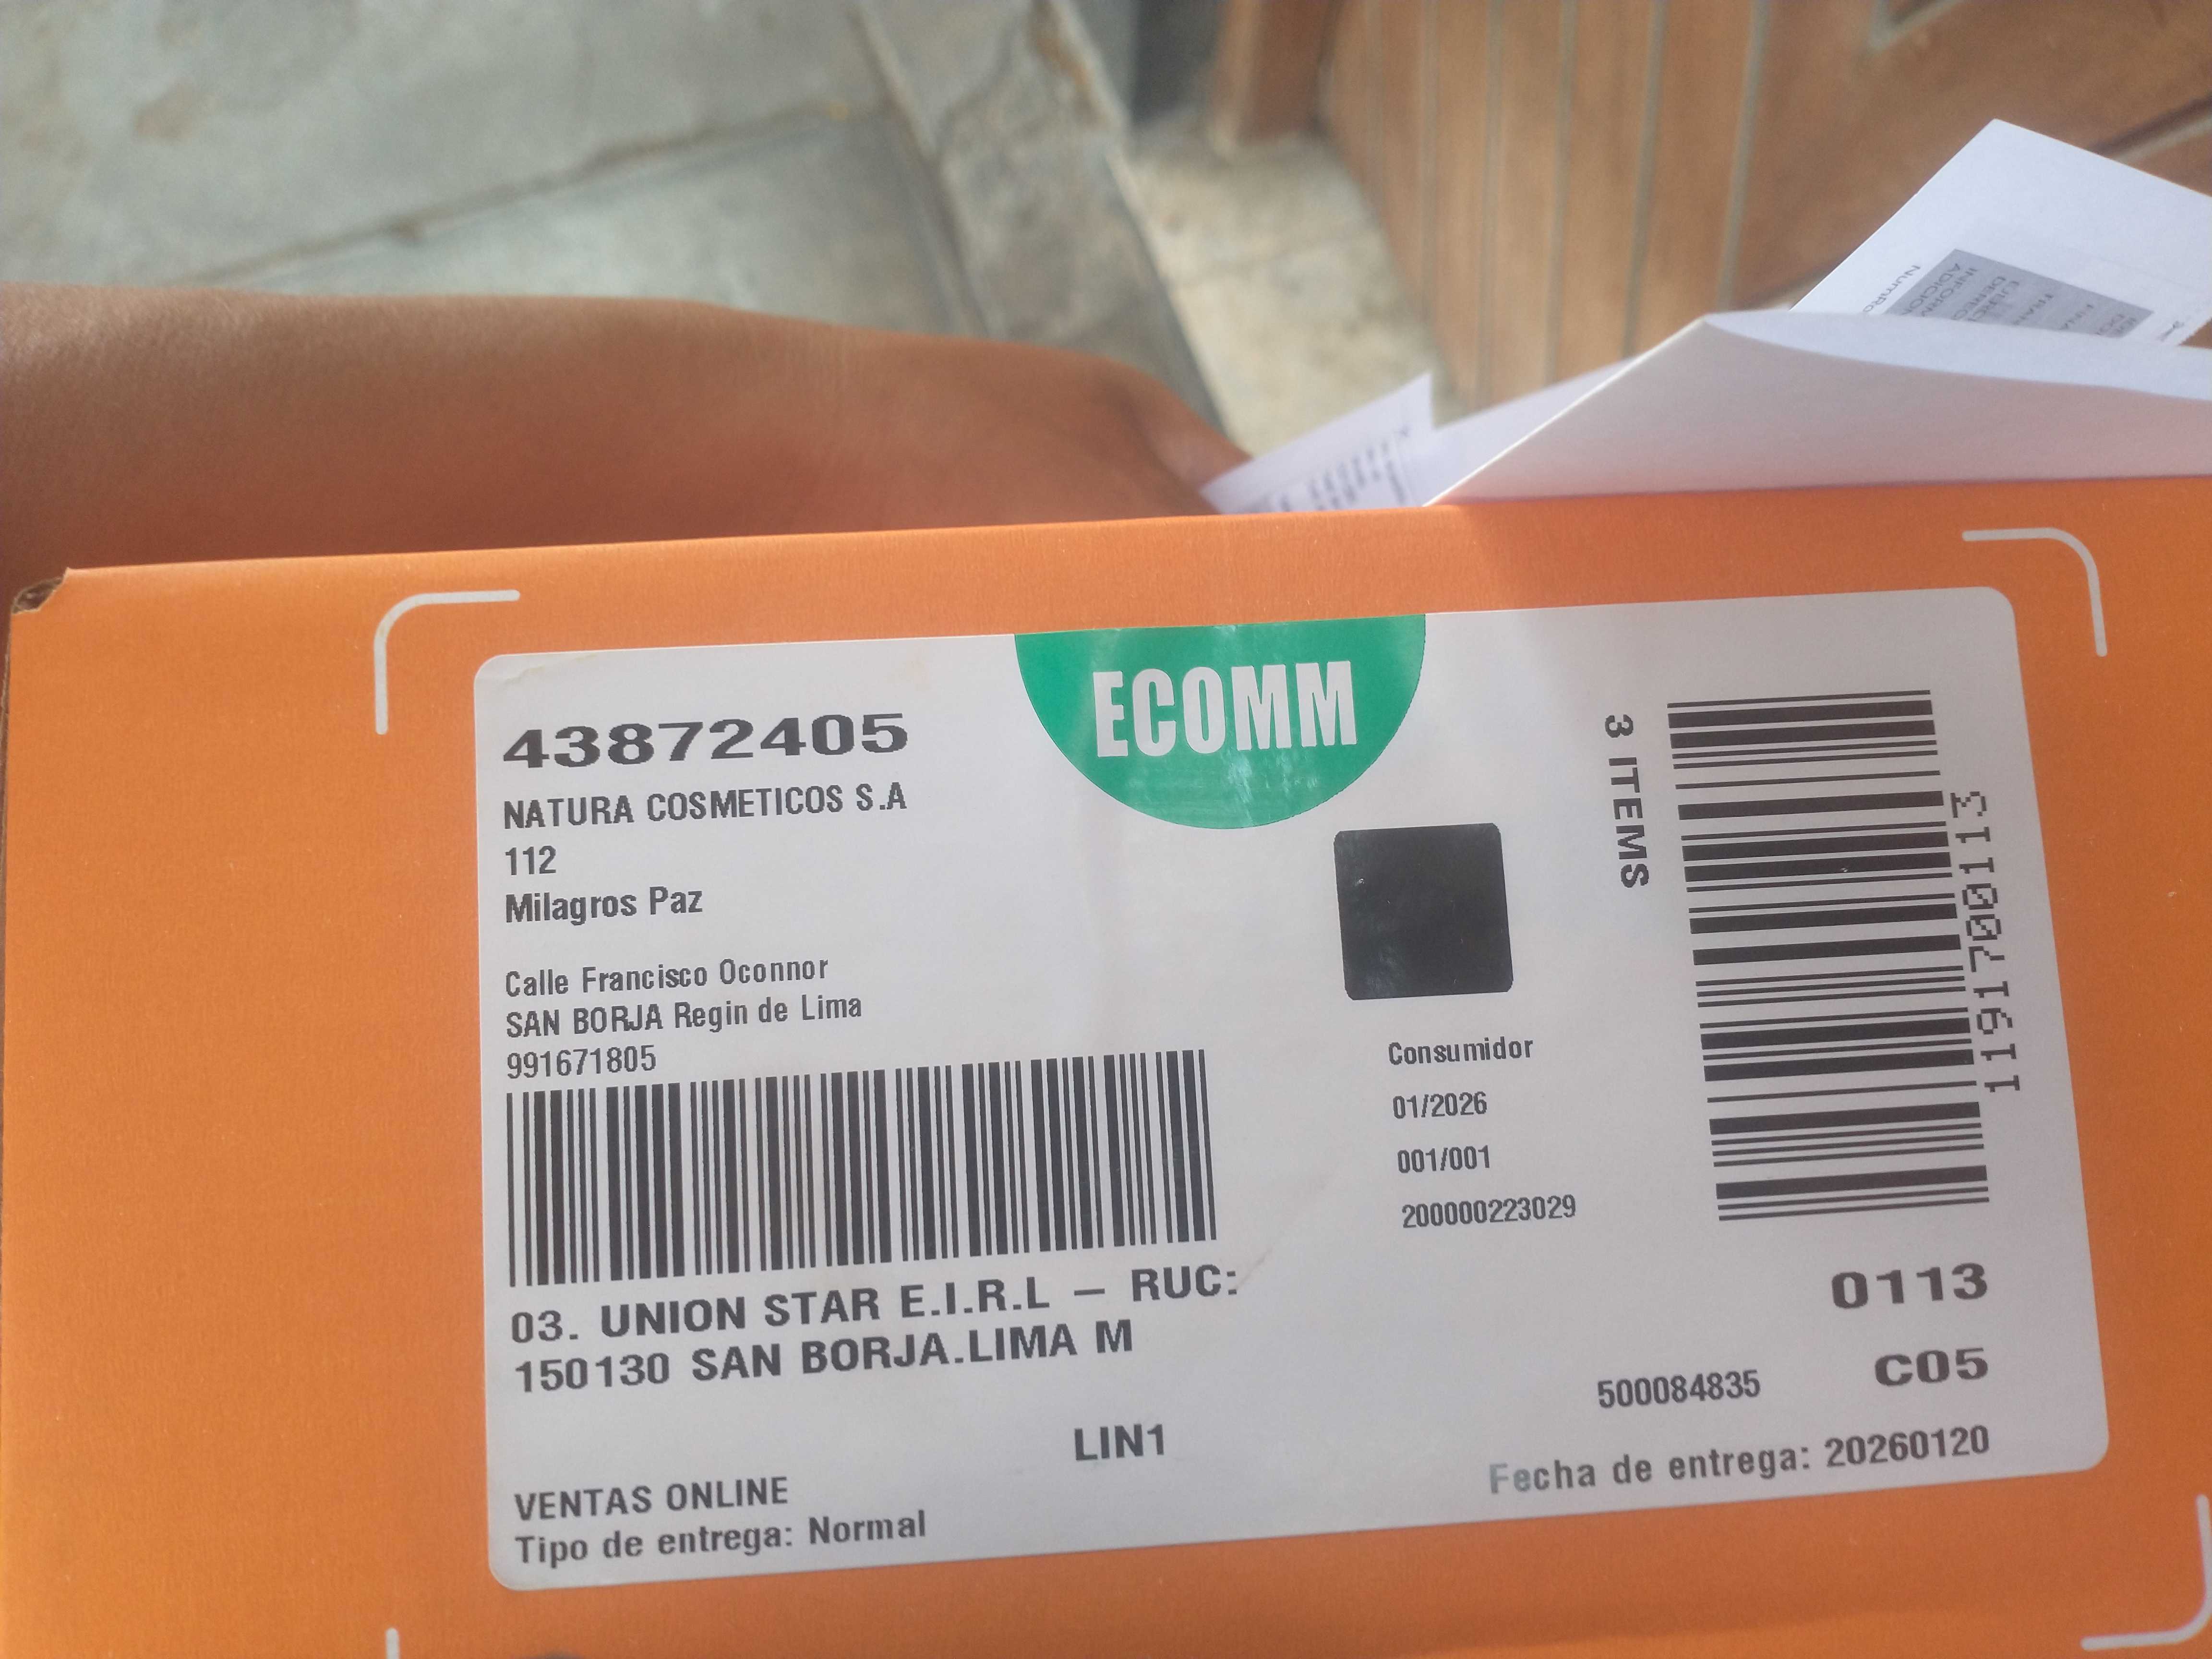 ECOMM
43872405
NATURA COSMETICOS S.A
112
Milagros Paz
Calle Francisco Oconnor
SAN BORJA Regin de Lima
991671805
03. UNION STAR E.I.R.L – RUC:
150130 SAN BORJA.LIMA M
LIN1
VENTAS ONLINE
Tipo de entrega: Normal
3 ITEMS
Consumidor
01/2026
001/001
200000223029
0113
C05
500084835
Fecha de entrega: 20260120